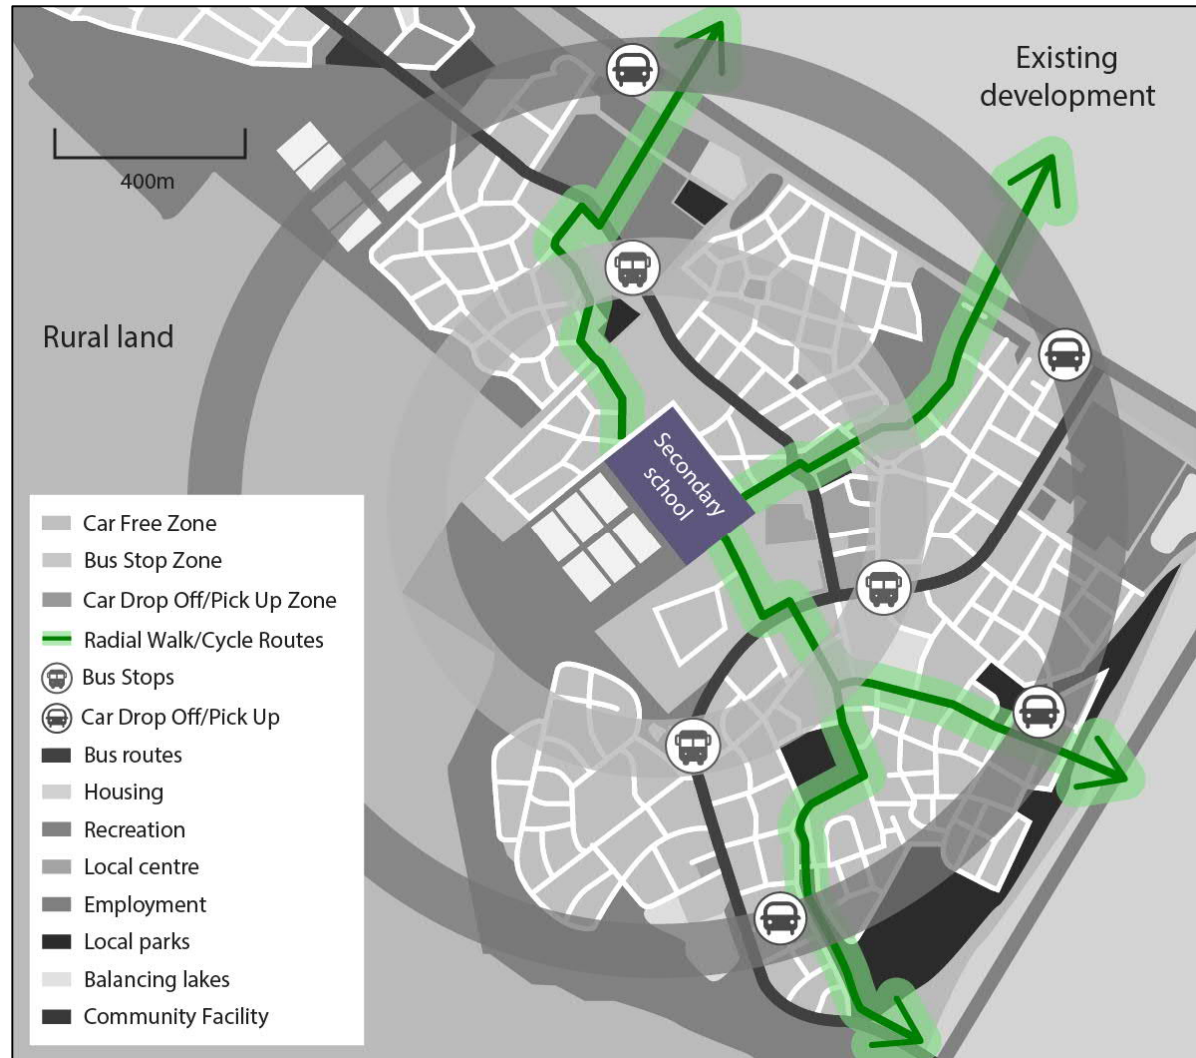 Existing
development
400m
Rural land
Secondary
school
Car Free Zone
Bus Stop Zone
Car Drop Off/Pick Up Zone
Radial Walk/Cycle Routes
Bus Stops
Car Drop Off/Pick Up
Bus routes
Housing
Recreation
Local centre
Employment
Local parks
Balancing lakes
Community Facility